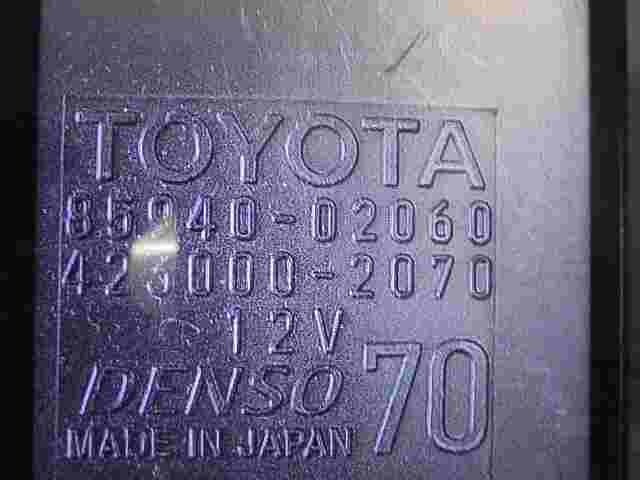 TOYOTA
85940-02060
423000-2070
12V
DENSO 70
MADE IN JAPAN